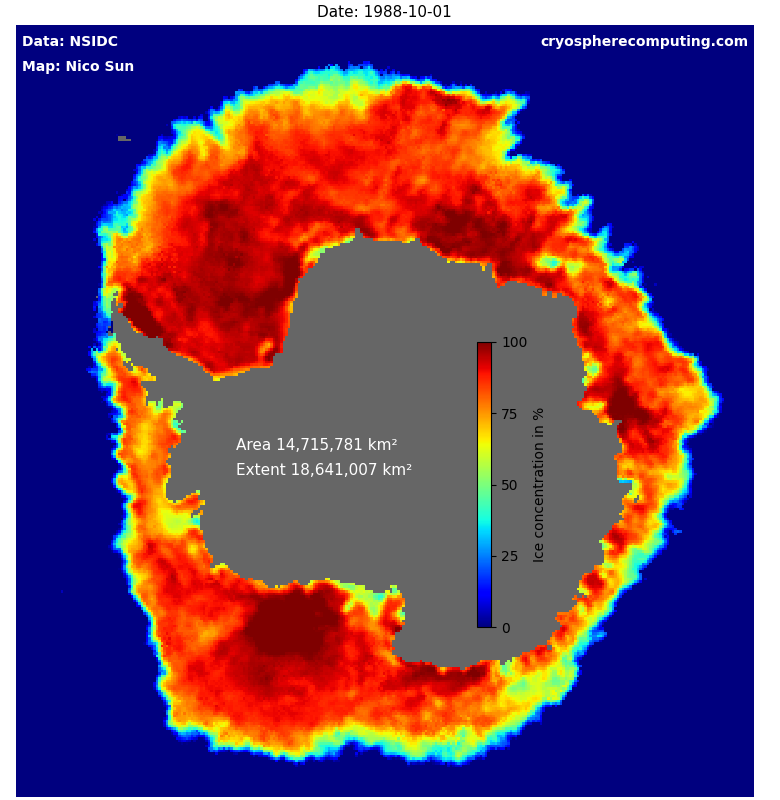 Date: 1988-10-01
Data: NSIDC
cryospherecomputing.com
Map: Nico Sun
100
75
50
25
0
Ice concentration in %
Area 14,715,781 km²
Extent 18,641,007 km²